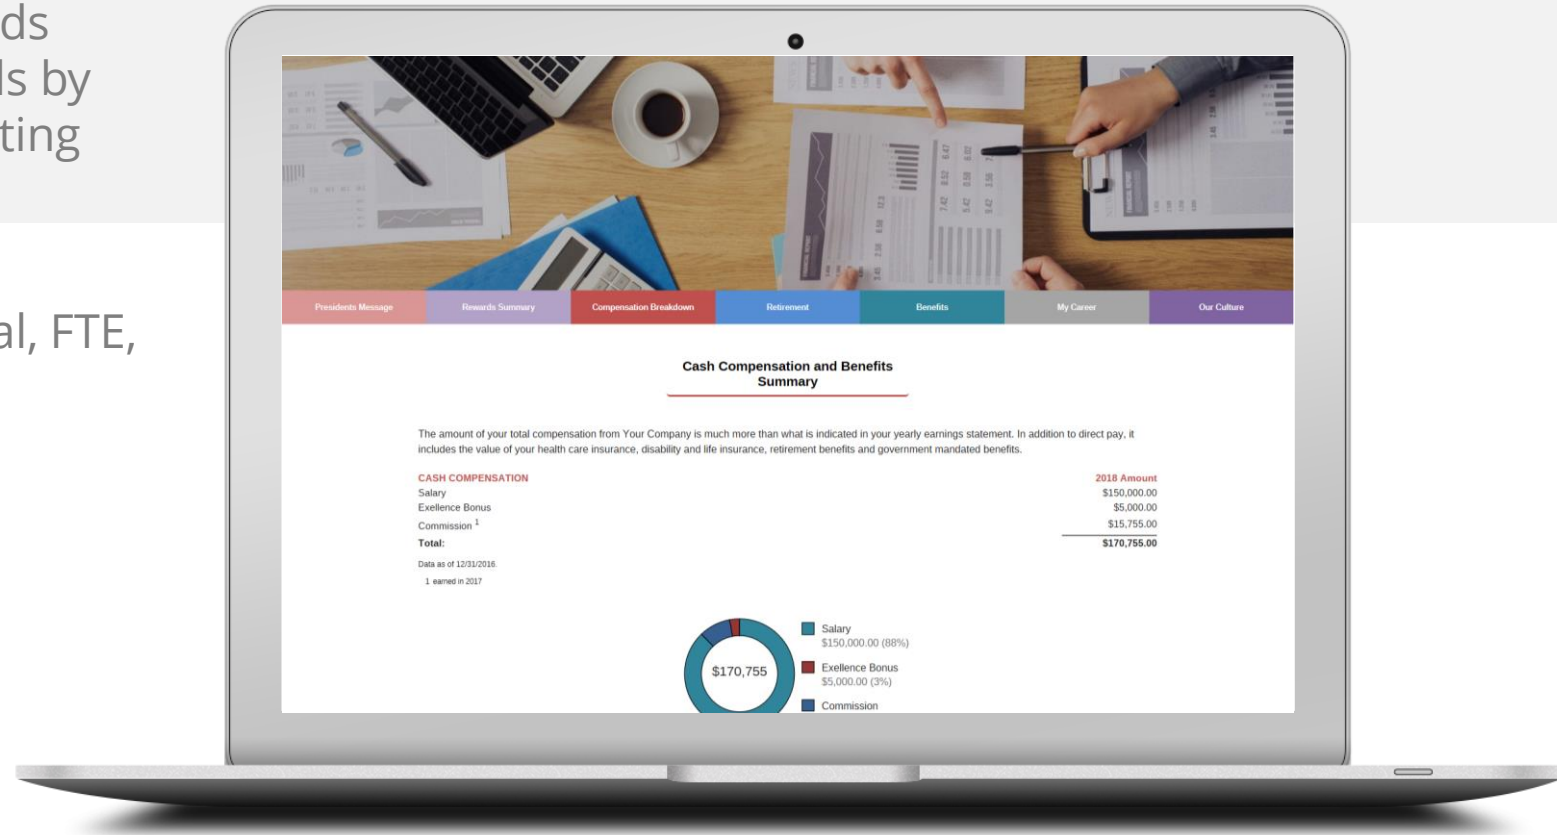 ds
ls by
ting
al, FTE,
Presidents Message
Rewards Summary
Compensation Breakdown
Retirement
Benefits
My Career
Our Culture
Cash Compensation and Benefits
Summary
The amount of your total compensation from Your Company is much more than what is indicated in your yearly earnings statement. In addition to direct pay, it
includes the value of your health care insurance, disability and life insurance, retirement benefits and government mandated benefits.
CASH COMPENSATION 2018 Amount
Salary $150,000.00
Exellence Bonus $5,000.00
Commission 1 $15,755.00
Total: $170,755.00
Data as of 12/31/2016.
1 earned in 2017
$170,755
Salary
$150,000.00 (88%)
Exellence Bonus
$5,000.00 (3%)
Commission